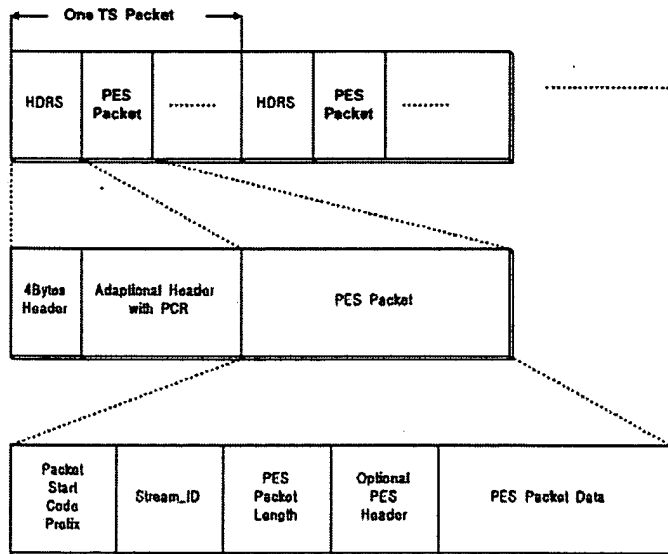 One TS Packet
HDRS
PES
Packet
.........
HDRS
PES
Packet
.........
4Bytes
Header
Adaptional Header
with PCR
PES Packet
Packet
Start
Code
Prefix
Stream_ID
PES
Packet
Length
Optional
PES
Header
PES Packet Data